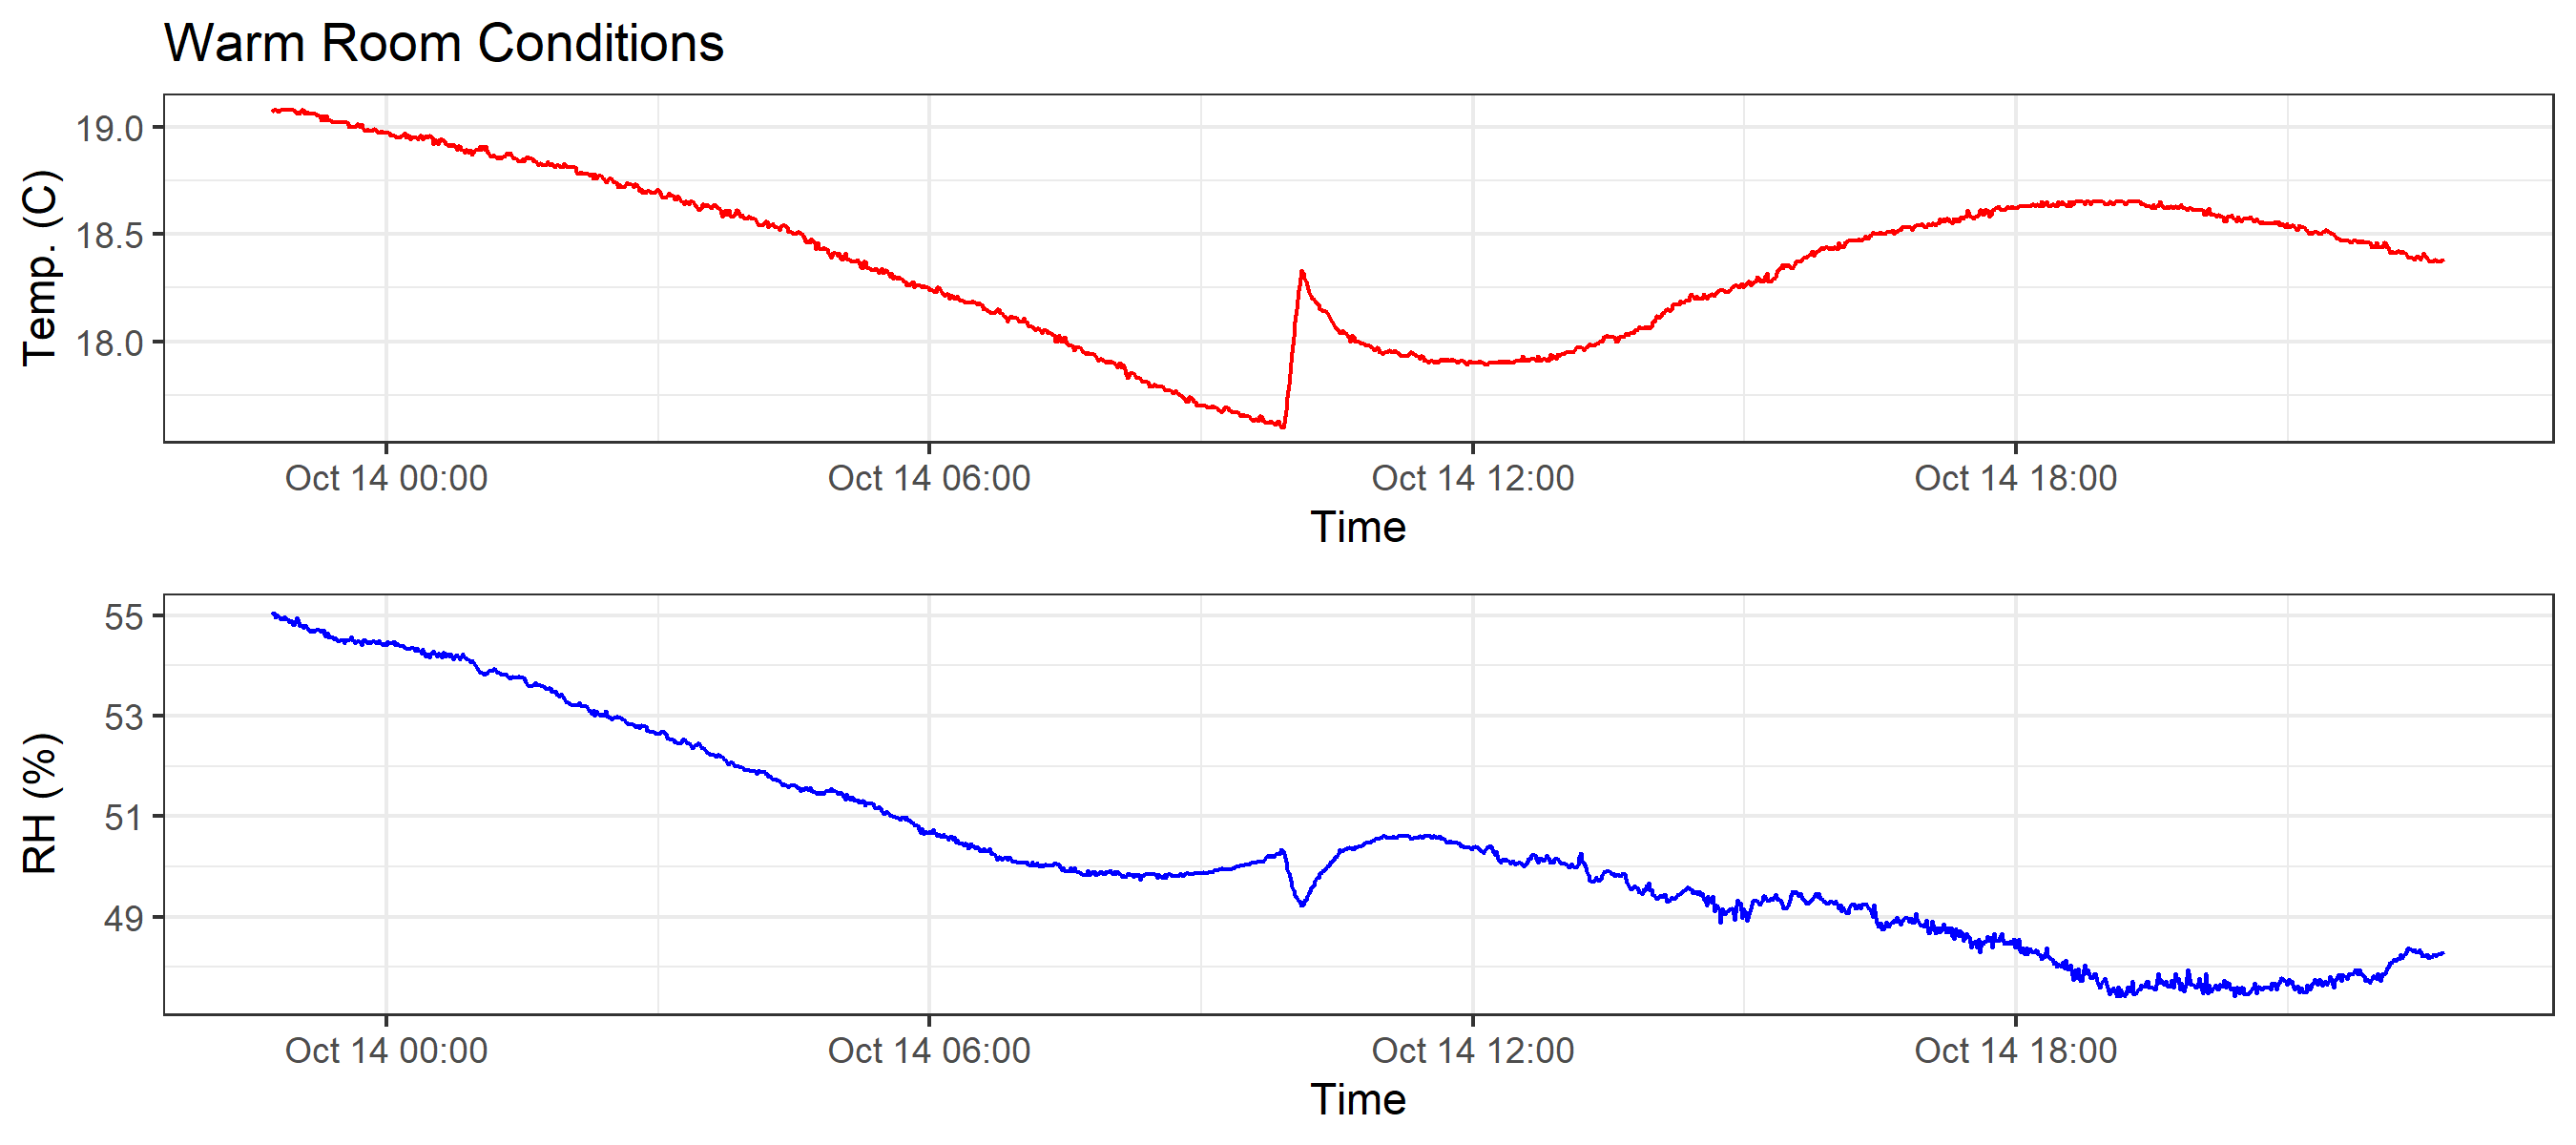 Warm Room Conditions
Temp. (C)
19.0
18.5
18.0
Oct 14 00:00 Oct 14 06:00 Oct 14 12:00 Oct 14 18:00
Time
RH (%)
55
53
51
49
Oct 14 00:00 Oct 14 06:00 Oct 14 12:00 Oct 14 18:00
Time